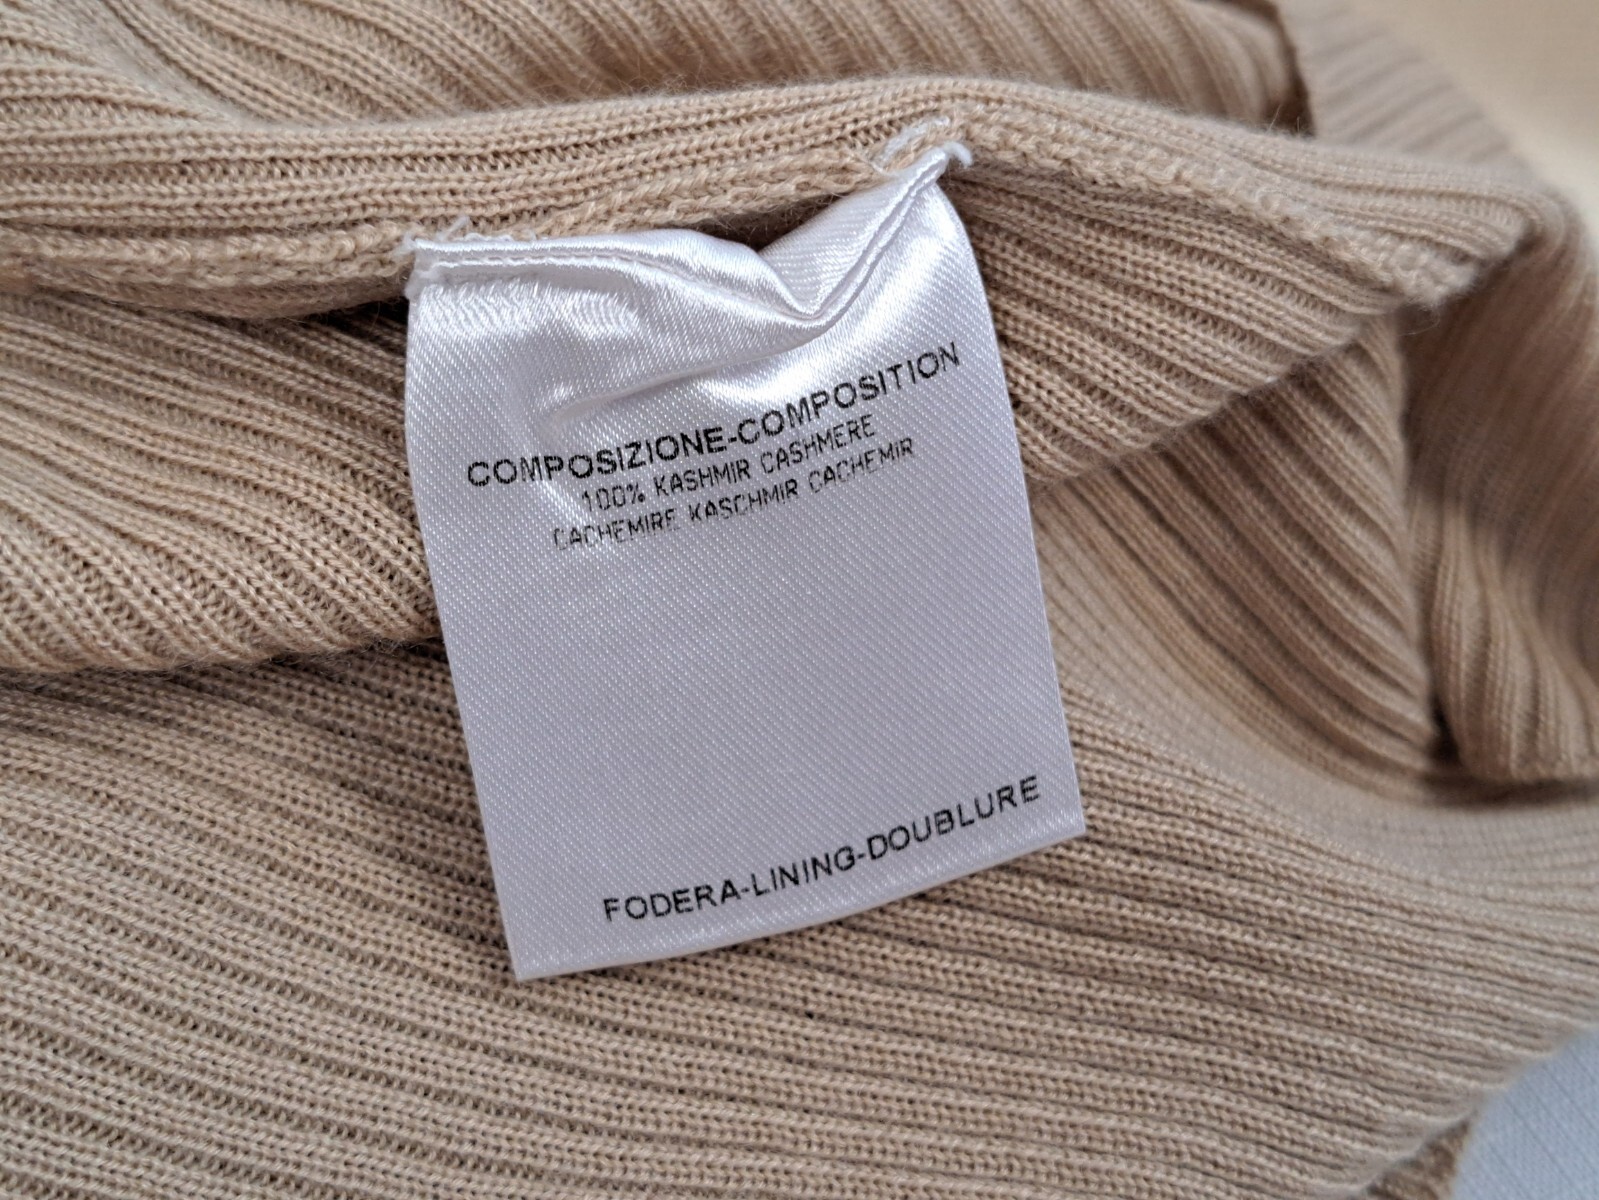 COMPOSIZIONE-COMPOSITION
100% KASHMIR CASHMERE
CACHEMIRE KASCHMIR CACHEMIR
FODERA-LINING-DOUBLURE